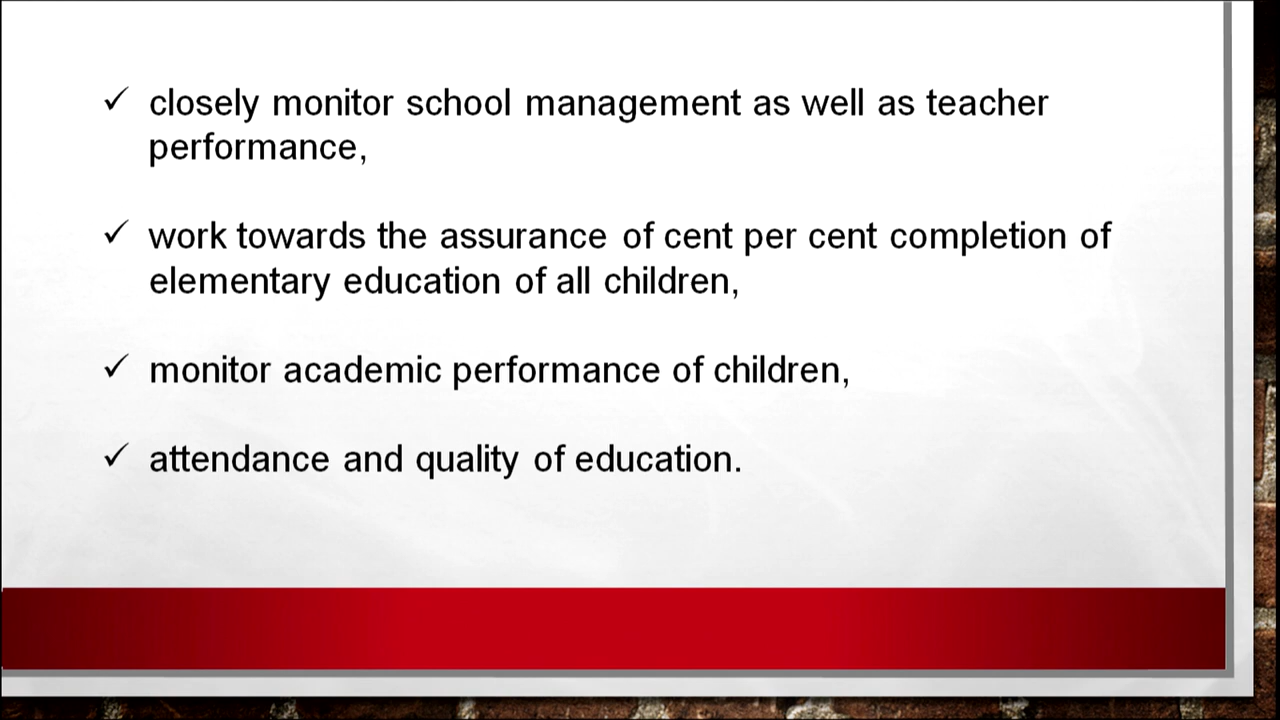 ✓ closely monitor school management as well as teacher
performance,
✓ work towards the assurance of cent per cent completion of
elementary education of all children,
✓ monitor academic performance of children,
✓ attendance and quality of education.